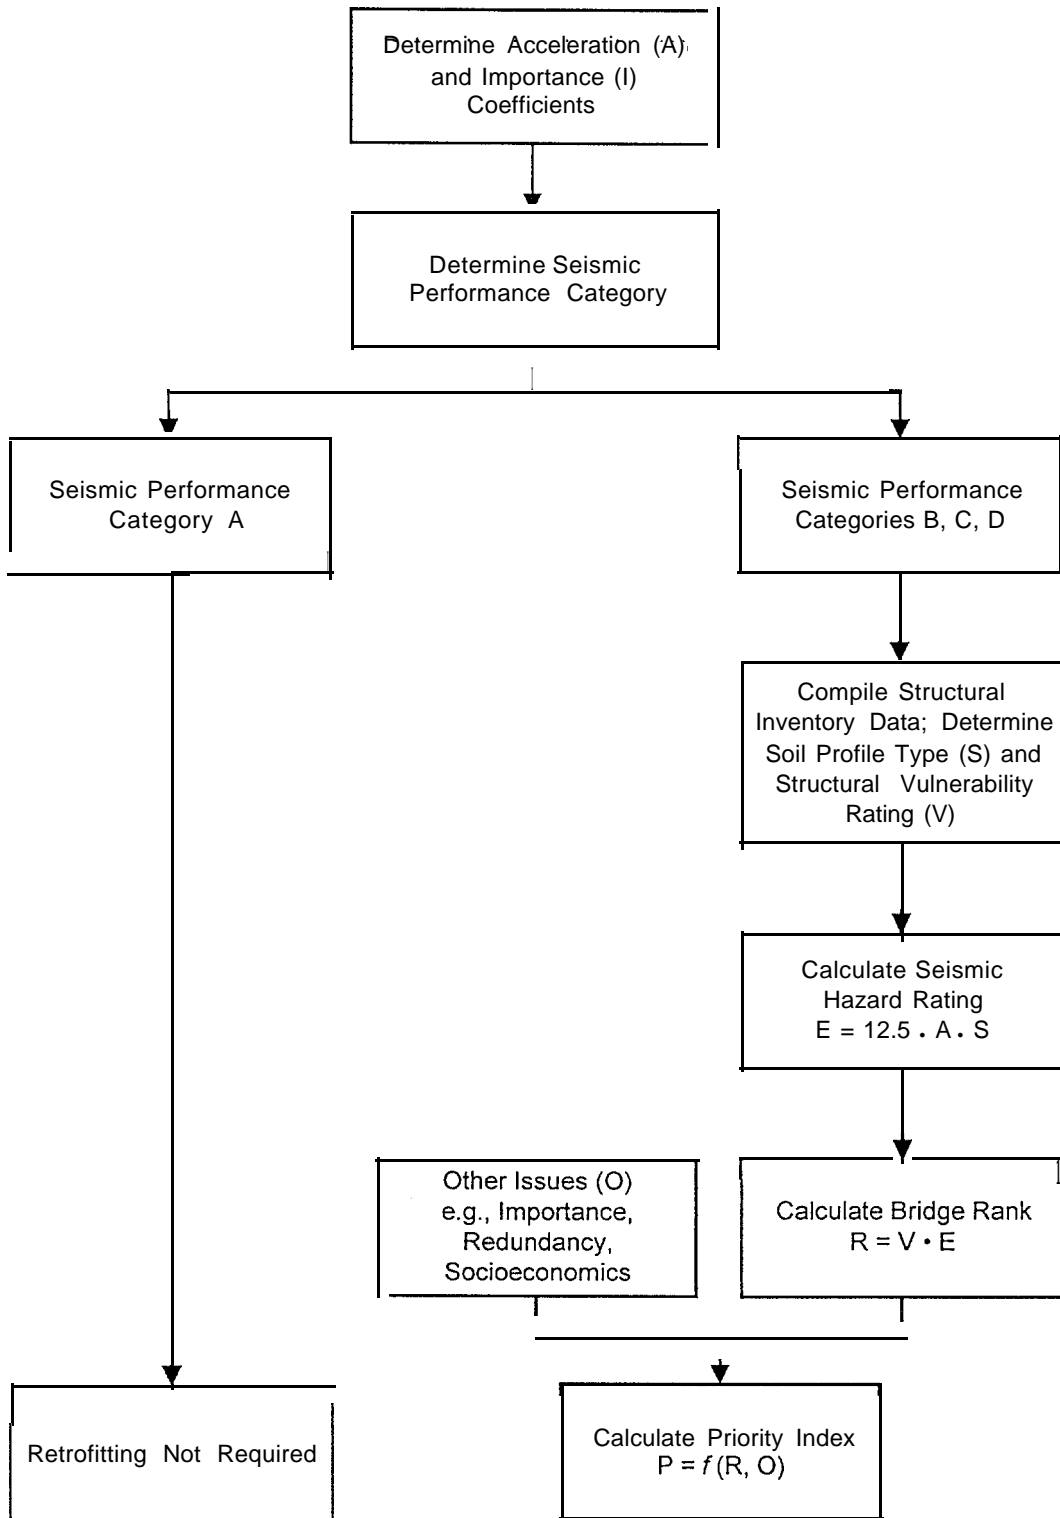 Determine Acceleration (A)
and Importance (I)
Coefficients
Determine Seismic
Performance Category
Seismic Performance
Category A
Seismic Performance
Categories B, C, D
Compile Structural
Inventory Data; Determine
Soil Profile Type (S) and
Structural Vulnerability
Rating (V)
Calculate Seismic
Hazard Rating
E = 12.5 • A • S
Other Issues (O)
e.g., Importance,
Redundancy,
Socioeconomics
Calculate Bridge Rank
R = V • E
Retrofitting Not Required
Calculate Priority Index
P = f (R, O)